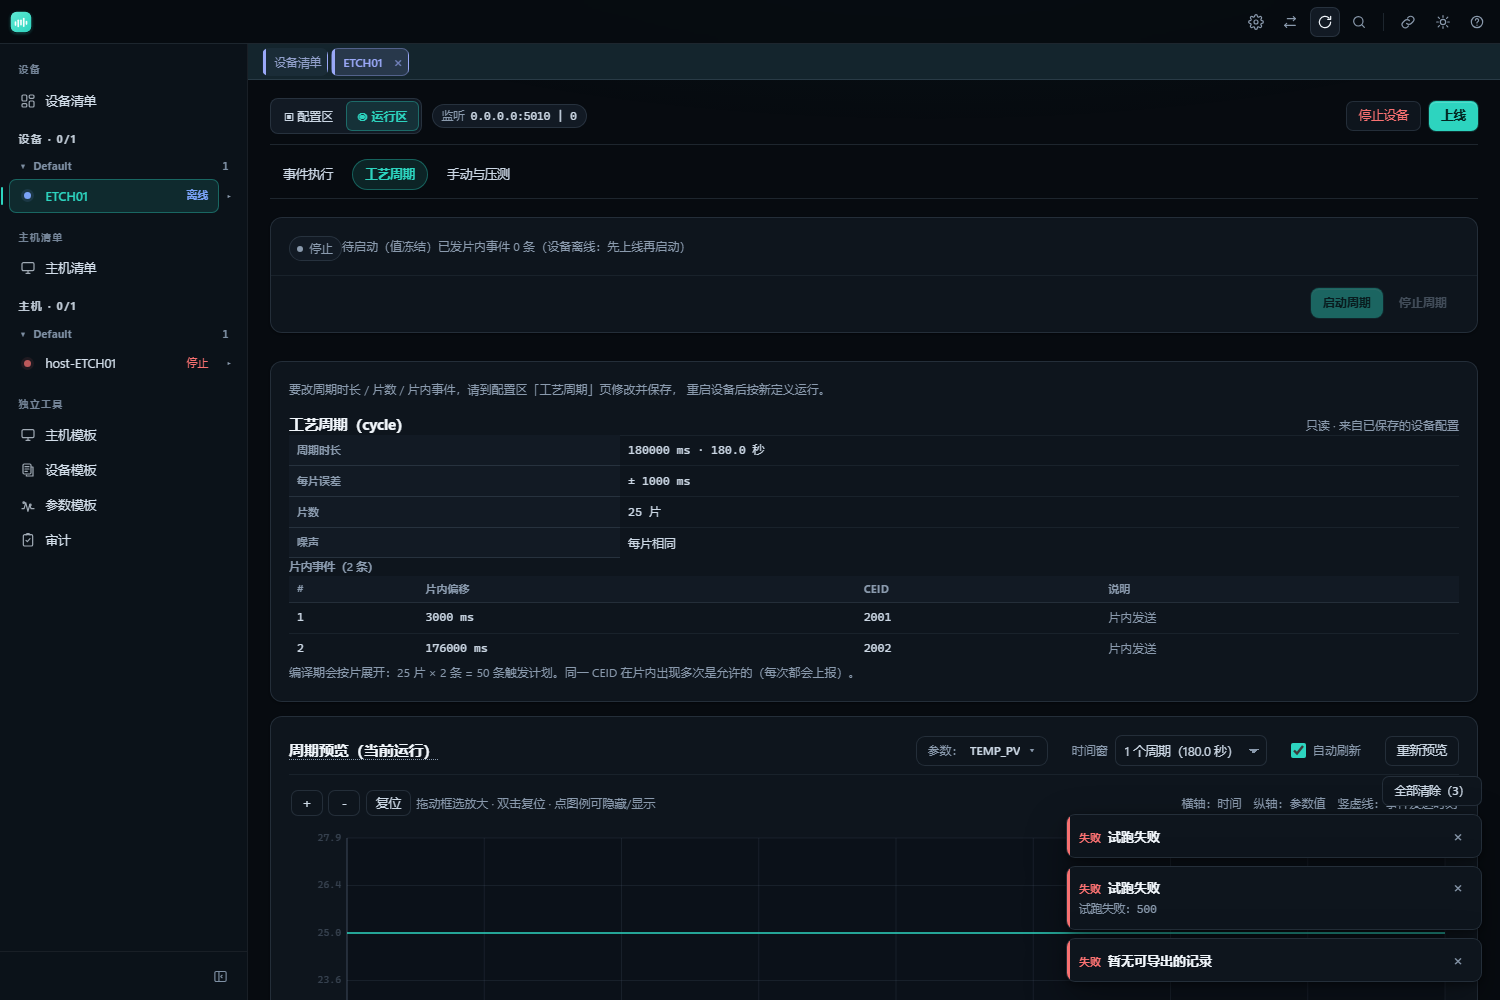 设备
设备清单
设备 · 0/1
Default 1
ETCH01 离线
主机清单
主机清单
主机 · 0/1
Default 1
host-ETCH01 停止
独立工具
主机模板
设备模板
参数模板
审计
设备清单 ETCH01 ×
配置区 运行区 监听 0.0.0.0:5010 | 0 停止设备 上线
事件执行 工艺周期 手动与压测
停止 待启动（值冻结）已发片内事件 0 条（设备离线：先上线再启动）
启动周期 停止周期
要改周期时长 / 片数 / 片内事件，请到配置区「工艺周期」页修改并保存， 重启设备后按新定义运行。
工艺周期（cycle） 只读 · 来自已保存的设备配置
周期时长 180000 ms · 180.0 秒
每片误差 ± 1000 ms
片数 25 片
噪声 每片相同
片内事件（2 条）
# 片内偏移 CEID 说明
1 3000 ms 2001 片内发送
2 176000 ms 2002 片内发送
编译期会按片展开：25 片 × 2 条 = 50 条触发计划。同一 CEID 在片内出现多次是允许的（每次都会上报）。
周期预览（当前运行） 参数： TEMP_PV 时间窗 1 个周期（180.0 秒） 自动刷新 重新预览
全部清除（3）
+ - 复位 拖动框选放大 · 双击复位 · 点图例可隐藏/显示 横轴：时间 纵轴：参数值 竖虚线：
27.9
26.4
25.0
23.6
失败 试跑失败 ×
失败 试跑失败 ×
试跑失败：500
失败 暂无可导出的记录 ×